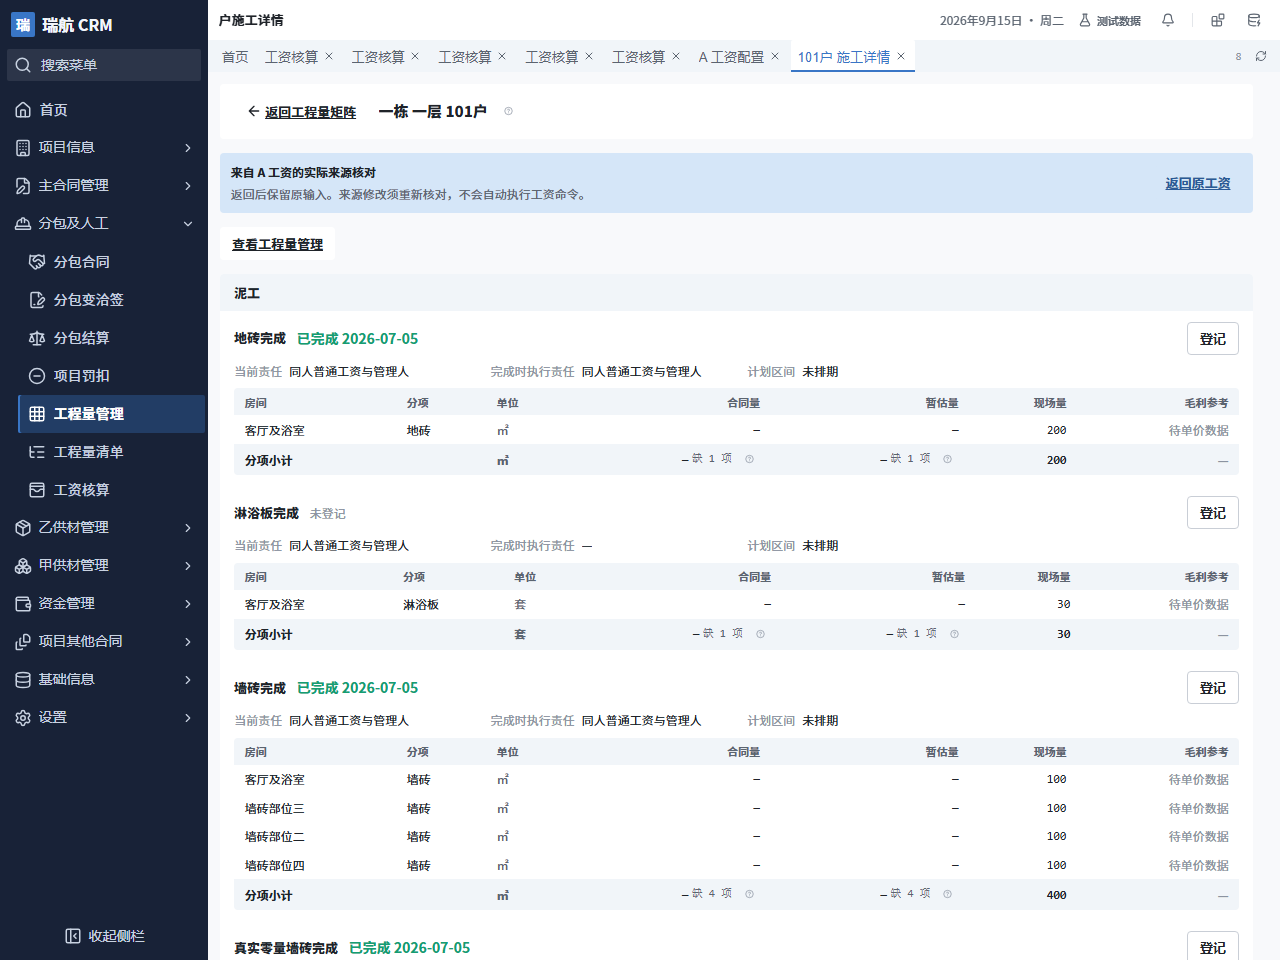 瑞 瑞航 CRM
搜索菜单
首页
项目信息
主合同管理
分包及人工
分包合同
分包变洽签
分包结算
项目罚扣
工程量管理
工程量清单
工资核算
乙供材管理
甲供材管理
资金管理
项目其他合同
基础信息
设置
收起侧栏
户施工详情
2026年9月15日 · 周二 测试数据
首页 工资核算 工资核算 工资核算 工资核算 工资核算 A 工资配置 101户 施工详情 8
返回工程量矩阵 一栋 一层 101户
来自 A 工资的实际来源核对
返回后保留原输入。来源修改须重新核对，不会自动执行工资命令。
返回原工资
查看工程量管理
泥工
地砖完成 已完成 2026-07-05 登记
当前责任 同人普通工资与管理人 完成时执行责任 同人普通工资与管理人 计划区间 未排期
房间 分项 单位 合同量 暂估量 现场量 毛利参考
客厅及浴室 地砖 ㎡ — — 200 待单价数据
分项小计 ㎡ — 缺 1 项 — 缺 1 项 200 —
淋浴板完成 未登记 登记
当前责任 同人普通工资与管理人 完成时执行责任 — 计划区间 未排期
房间 分项 单位 合同量 暂估量 现场量 毛利参考
客厅及浴室 淋浴板 套 — — 30 待单价数据
分项小计 套 — 缺 1 项 — 缺 1 项 30 —
墙砖完成 已完成 2026-07-05 登记
当前责任 同人普通工资与管理人 完成时执行责任 同人普通工资与管理人 计划区间 未排期
房间 分项 单位 合同量 暂估量 现场量 毛利参考
客厅及浴室 墙砖 ㎡ — — 100 待单价数据
墙砖部位三 墙砖 ㎡ — — 100 待单价数据
墙砖部位二 墙砖 ㎡ — — 100 待单价数据
墙砖部位四 墙砖 ㎡ — — 100 待单价数据
分项小计 ㎡ — 缺 4 项 — 缺 4 项 400 —
真实零量墙砖完成 已完成 2026-07-05 登记